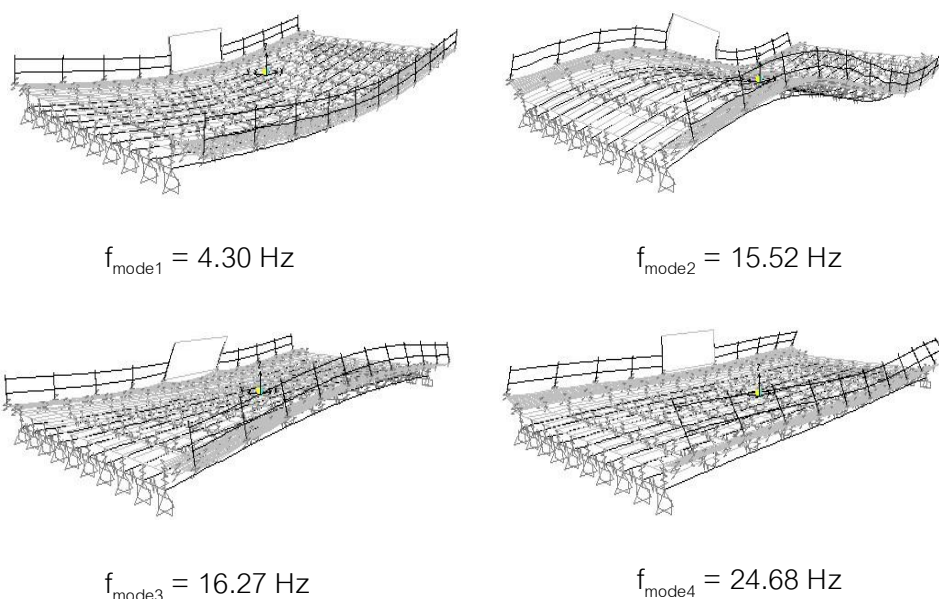 f_mode1 = 4.30 Hz
f_mode2 = 15.52 Hz
f_mode3 = 16.27 Hz
f_mode4 = 24.68 Hz